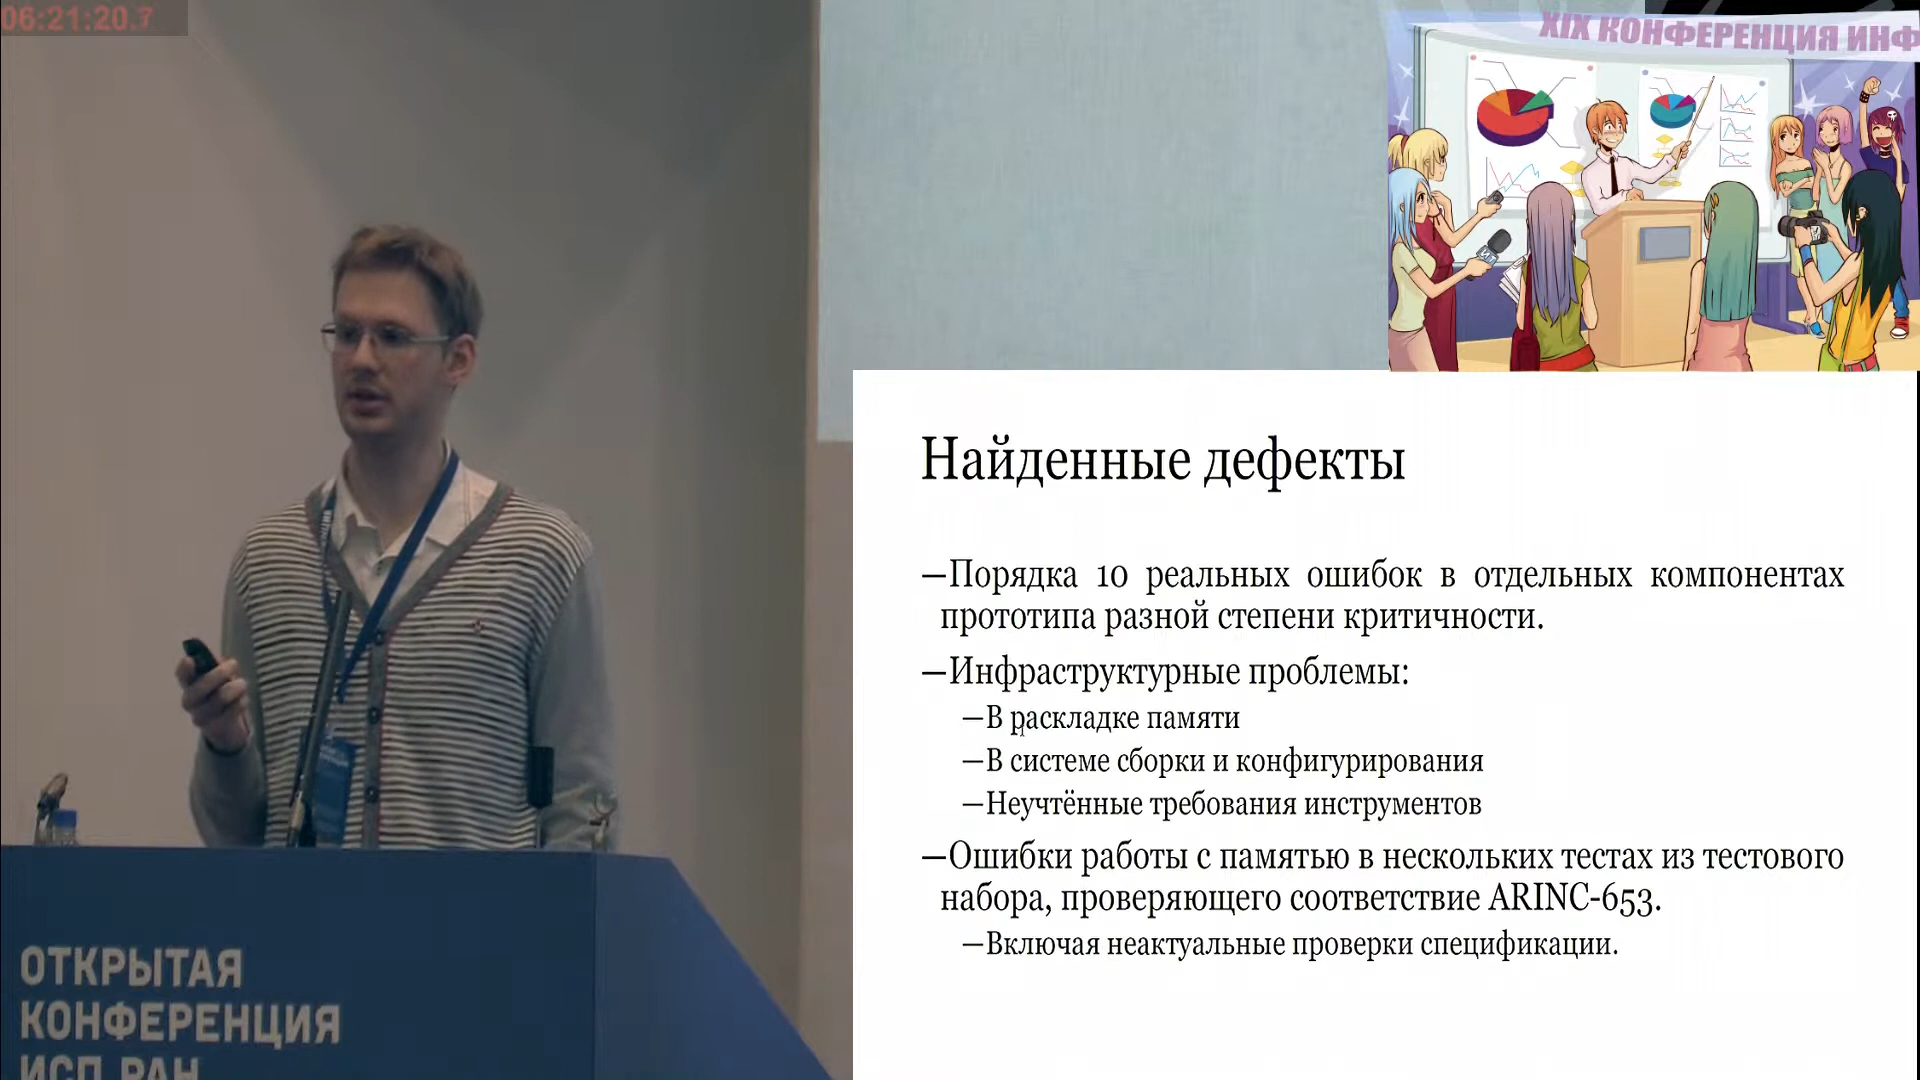 06:21:20.7
XIX КОНФЕРЕНЦИЯ ИНФ
Найденные дефекты
—Порядка 10 реальных ошибок в отдельных компонентах
прототипа разной степени критичности.
—Инфраструктурные проблемы:
—В раскладке памяти
—В системе сборки и конфигурирования
—Неучтённые требования инструментов
—Ошибки работы с памятью в нескольких тестах из тестового
набора, проверяющего соответствие ARINC-653.
—Включая неактуальные проверки спецификации.
ОТКРЫТАЯ
КОНФЕРЕНЦИЯ
ИСП РАН